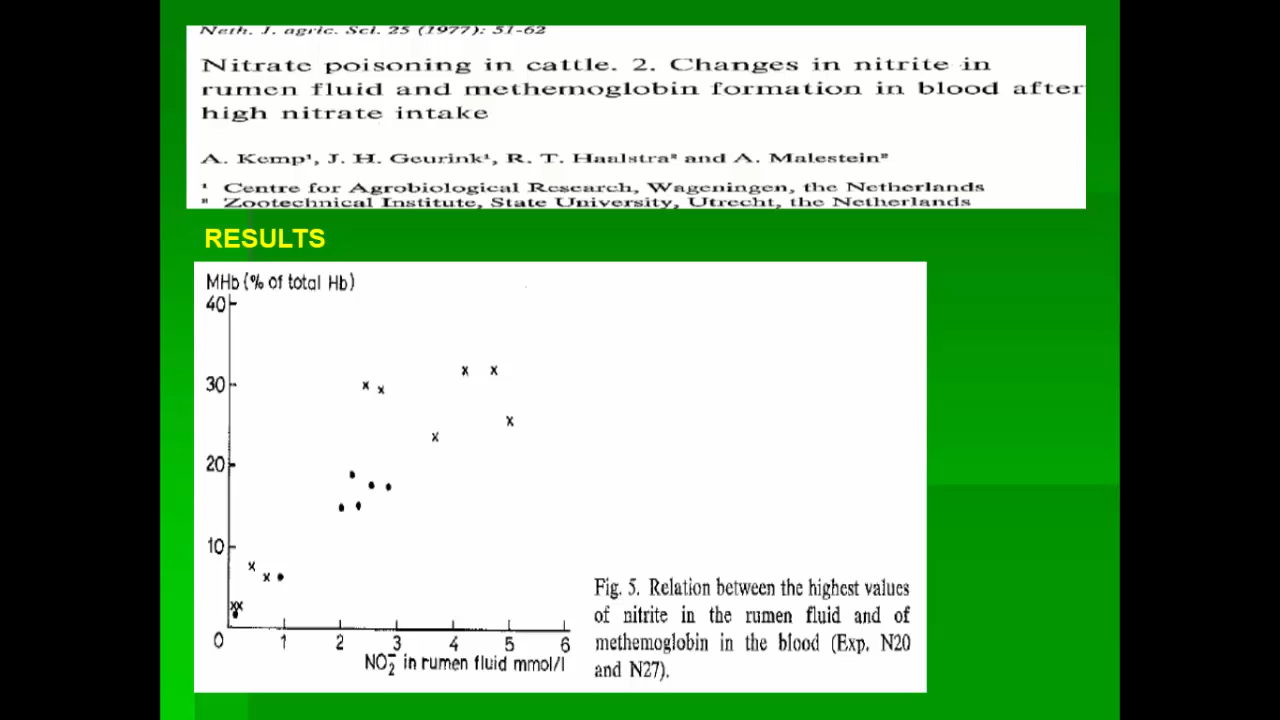 Neth. J. agric. Sci. 25 (1977): 51-62
Nitrate poisoning in cattle. 2. Changes in nitrite in
rumen fluid and methemoglobin formation in blood after
high nitrate intake
A. Kemp¹, J. H. Geurink¹, R. T. Haalstra² and A. Malestein²
¹ Centre for Agrobiological Research, Wageningen, the Netherlands
² Zootechnical Institute, State University, Utrecht, the Netherlands
RESULTS
MHb (% of total Hb)
40
30
20
10
0 1 2 3 4 5 6
NO₂⁻ in rumen fluid mmol/l
Fig. 5. Relation between the highest values
of nitrite in the rumen fluid and of
methemoglobin in the blood (Exp. N20
and N27).